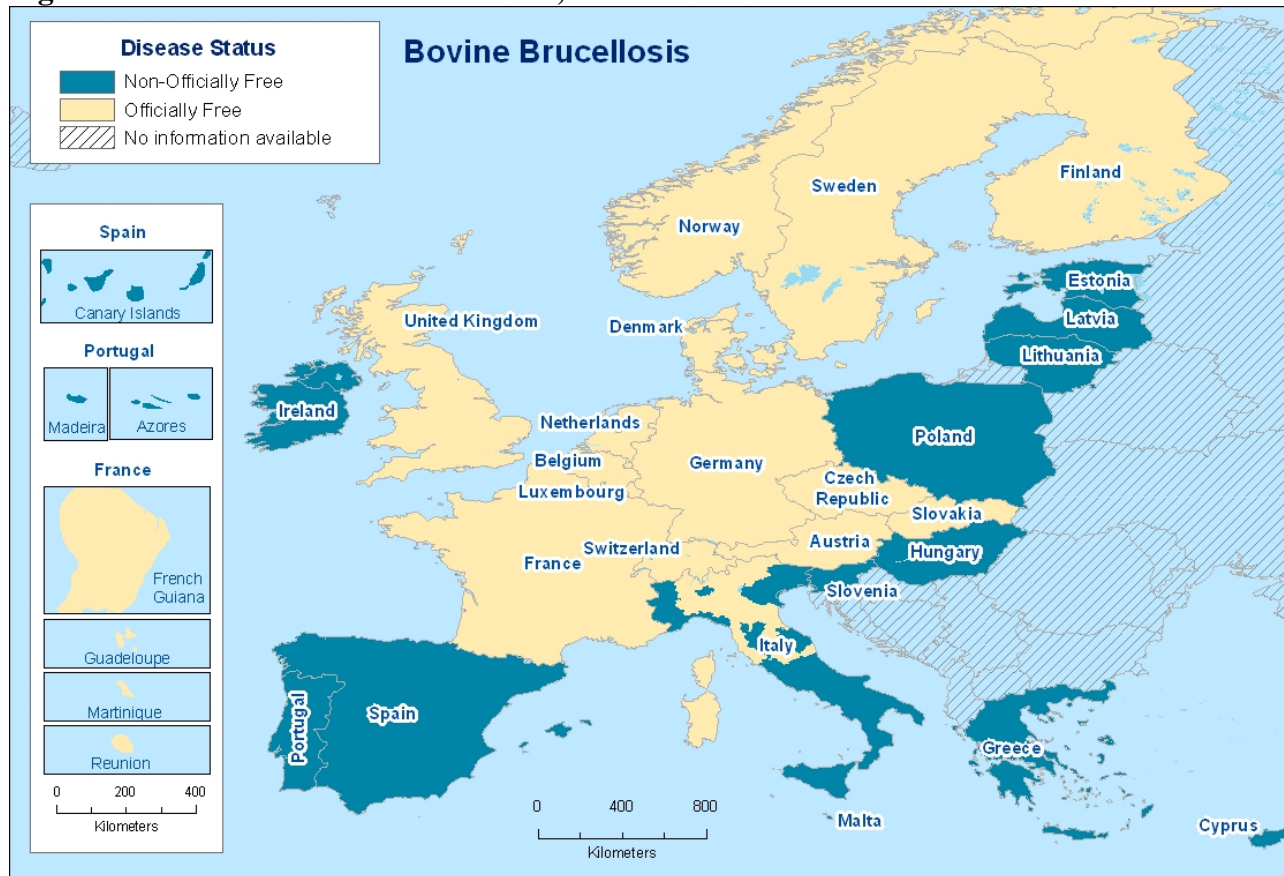 Disease Status
Non-Officially Free
Officially Free
No information available
Bovine Brucellosis
Spain
Canary Islands
Portugal
Madeira
Azores
France
French
Guiana
Guadeloupe
Martinique
Reunion
0 200 400
Kilometers
Finland
Sweden
Norway
Estonia
Latvia
Lithuania
United Kingdom
Denmark
Ireland
Netherlands
Poland
Belgium
Germany
Luxembourg
Czech
Republic
Slovakia
Austria
Switzerland
Hungary
France
Slovenia
Italy
Portugal
Spain
Greece
Malta
Cyprus
0 400 800
Kilometers